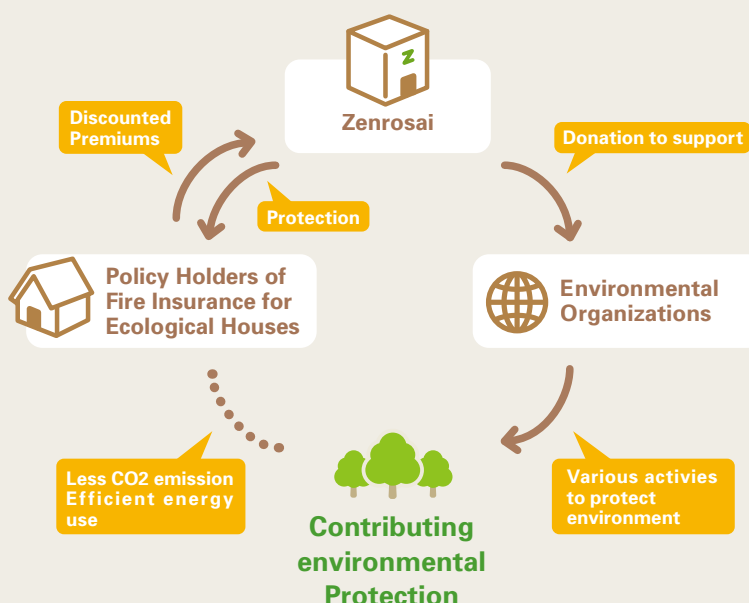 Z
Zenrosai
Discounted
Premiums
Donation to support
Protection
Policy Holders of
Fire Insurance for
Ecological Houses
Environmental
Organizations
Less CO2 emission
Efficient energy
use
Various activies
to protect
environment
Contributing
environmental
Protection